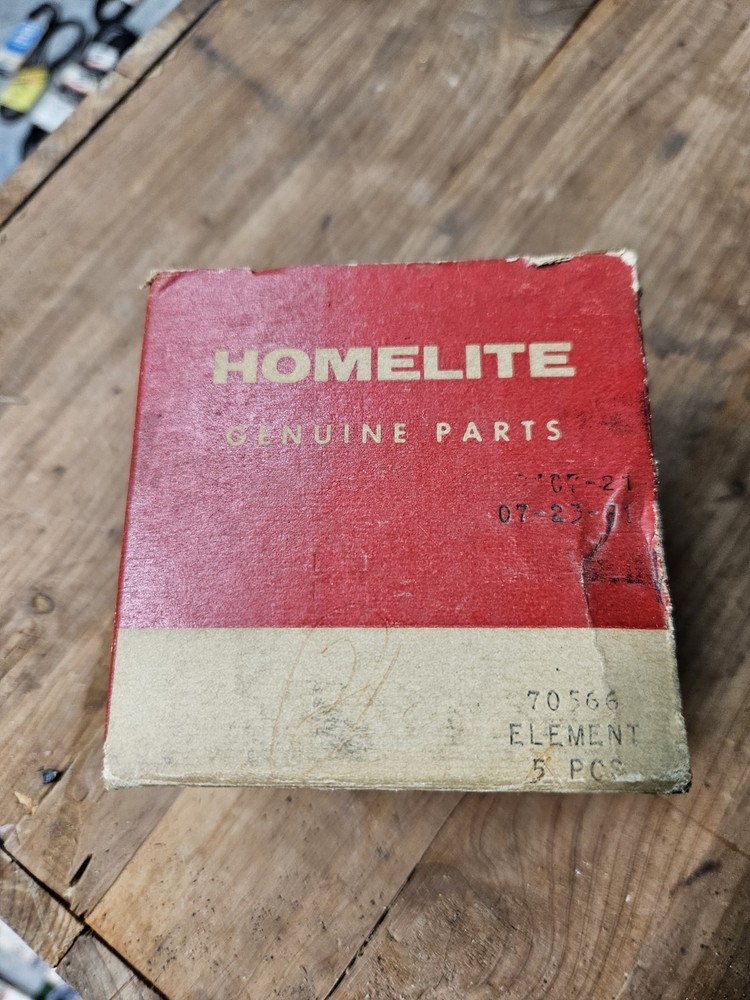 HOMELITE
GENUINE PARTS
70566
ELEMENT
5 PCS